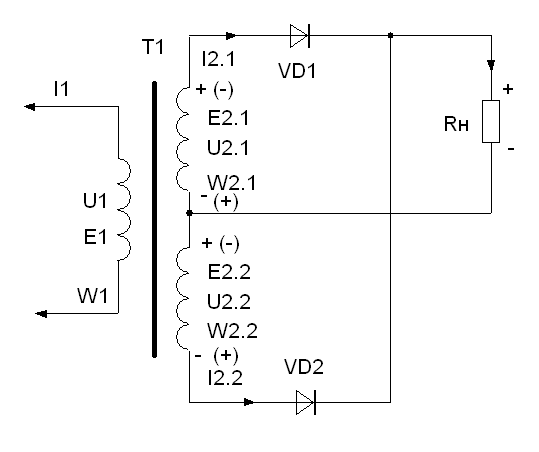 T1
I2.1
VD1
I1
+ (-)
+
E2.1
U2.1
Rн
U1
W2.1
-
- (+)
E1
+ (-)
E2.2
W1
U2.2
W2.2
- (+)
VD2
I2.2